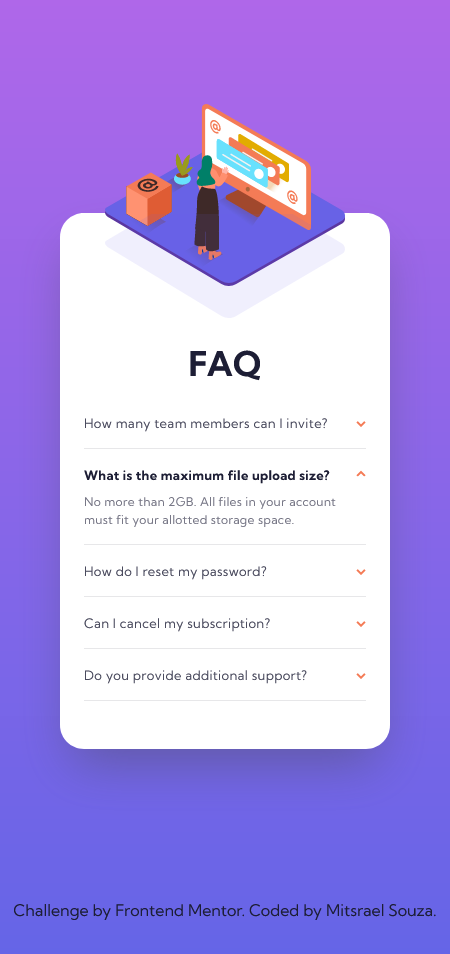 @
@
@
FAQ
How many team members can I invite?
What is the maximum file upload size?
No more than 2GB. All files in your account
must fit your allotted storage space.
How do I reset my password?
Can I cancel my subscription?
Do you provide additional support?
Challenge by Frontend Mentor. Coded by Mitsrael Souza.